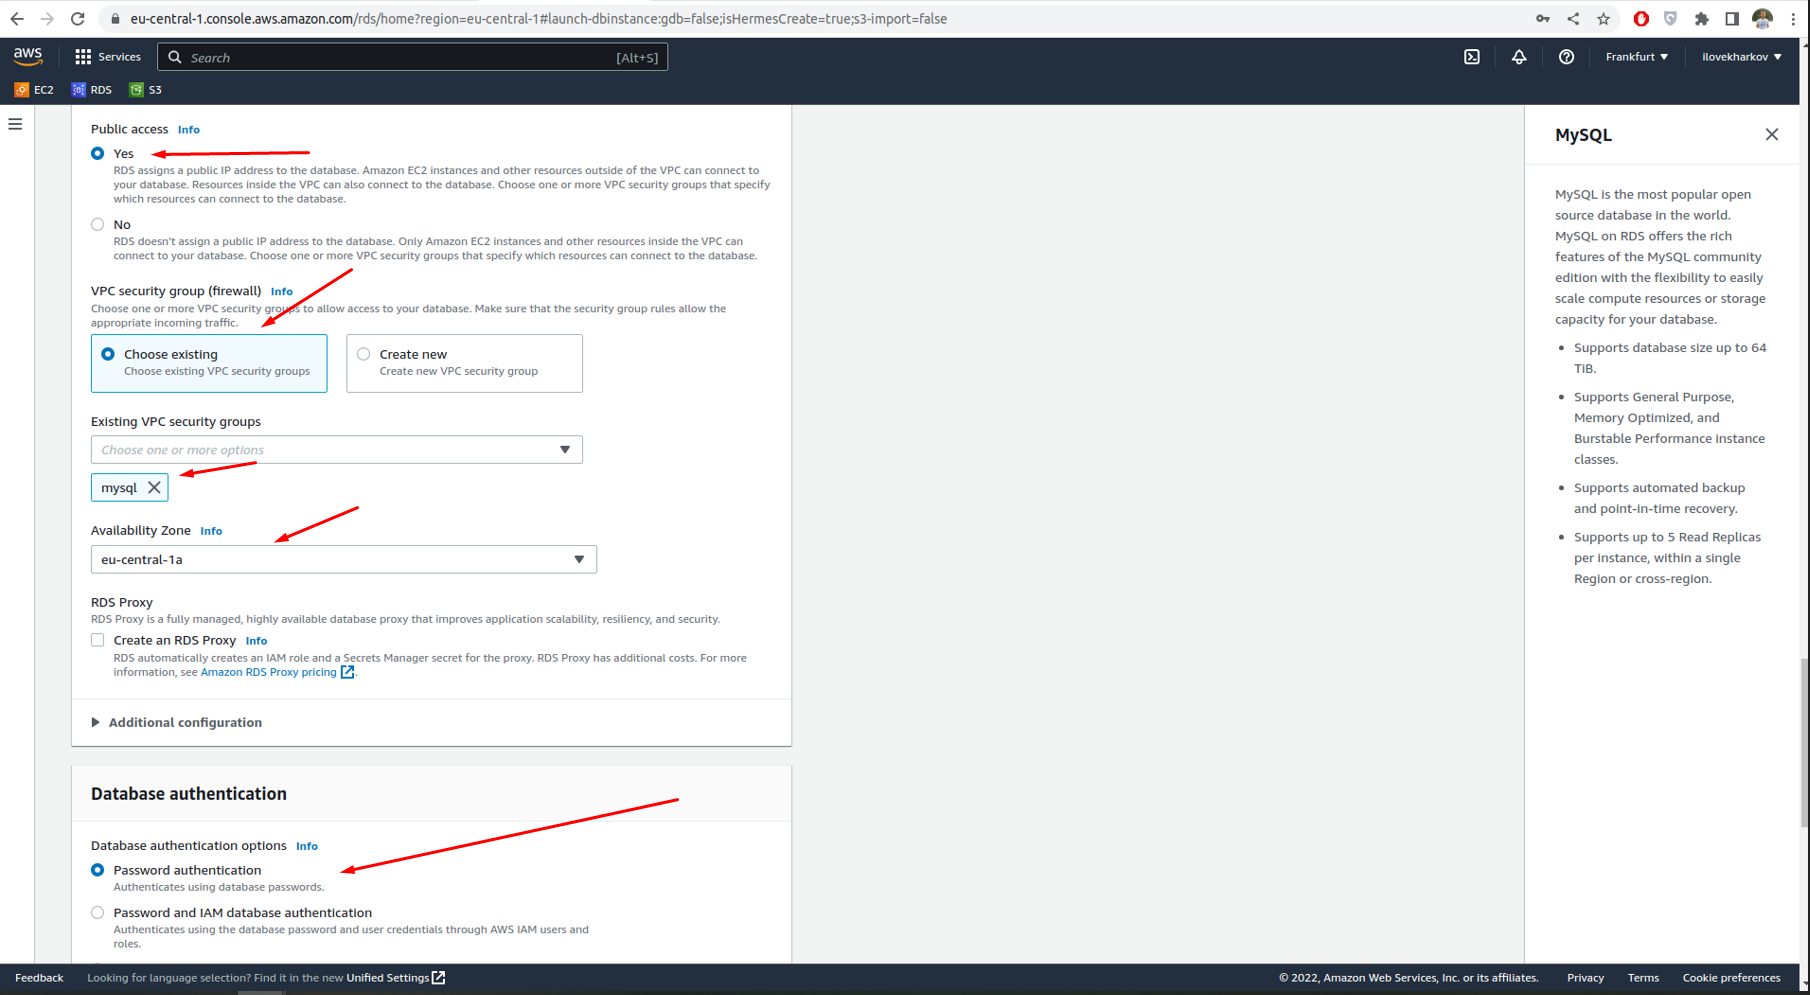 eu-central-1.console.aws.amazon.com/rds/home?region=eu-central-1#launch-dbinstance:gdb=false;isHermesCreate=true;s3-import=false
aws
Services
Search
[Alt+S]
Frankfurt
ilovekharkov
EC2
RDS
S3
Public access Info
Yes
RDS assigns a public IP address to the database. Amazon EC2 instances and other resources outside of the VPC can connect to
your database. Resources inside the VPC can also connect to the database. Choose one or more VPC security groups that specify
which resources can connect to the database.
No
RDS doesn't assign a public IP address to the database. Only Amazon EC2 instances and other resources inside the VPC can
connect to your database. Choose one or more VPC security groups that specify which resources can connect to the database.
VPC security group (firewall) Info
Choose one or more VPC security groups to allow access to your database. Make sure that the security group rules allow the
appropriate incoming traffic.
Choose existing
Choose existing VPC security groups
Create new
Create new VPC security group
Existing VPC security groups
Choose one or more options
mysql
Availability Zone Info
eu-central-1a
RDS Proxy
RDS Proxy is a fully managed, highly available database proxy that improves application scalability, resiliency, and security.
Create an RDS Proxy Info
RDS automatically creates an IAM role and a Secrets Manager secret for the proxy. RDS Proxy has additional costs. For more
information, see Amazon RDS Proxy pricing.
Additional configuration
Database authentication
Database authentication options Info
Password authentication
Authenticates using database passwords.
Password and IAM database authentication
Authenticates using the database password and user credentials through AWS IAM users and
roles.
MySQL
MySQL is the most popular open
source database in the world.
MySQL on RDS offers the rich
features of the MySQL community
edition with the flexibility to easily
scale compute resources or storage
capacity for your database.
• Supports database size up to 64
TiB.
• Supports General Purpose,
Memory Optimized, and
Burstable Performance instance
classes.
• Supports automated backup
and point-in-time recovery.
• Supports up to 5 Read Replicas
per instance, within a single
Region or cross-region.
Feedback
Looking for language selection? Find it in the new Unified Settings
© 2022, Amazon Web Services, Inc. or its affiliates.
Privacy
Terms
Cookie preferences